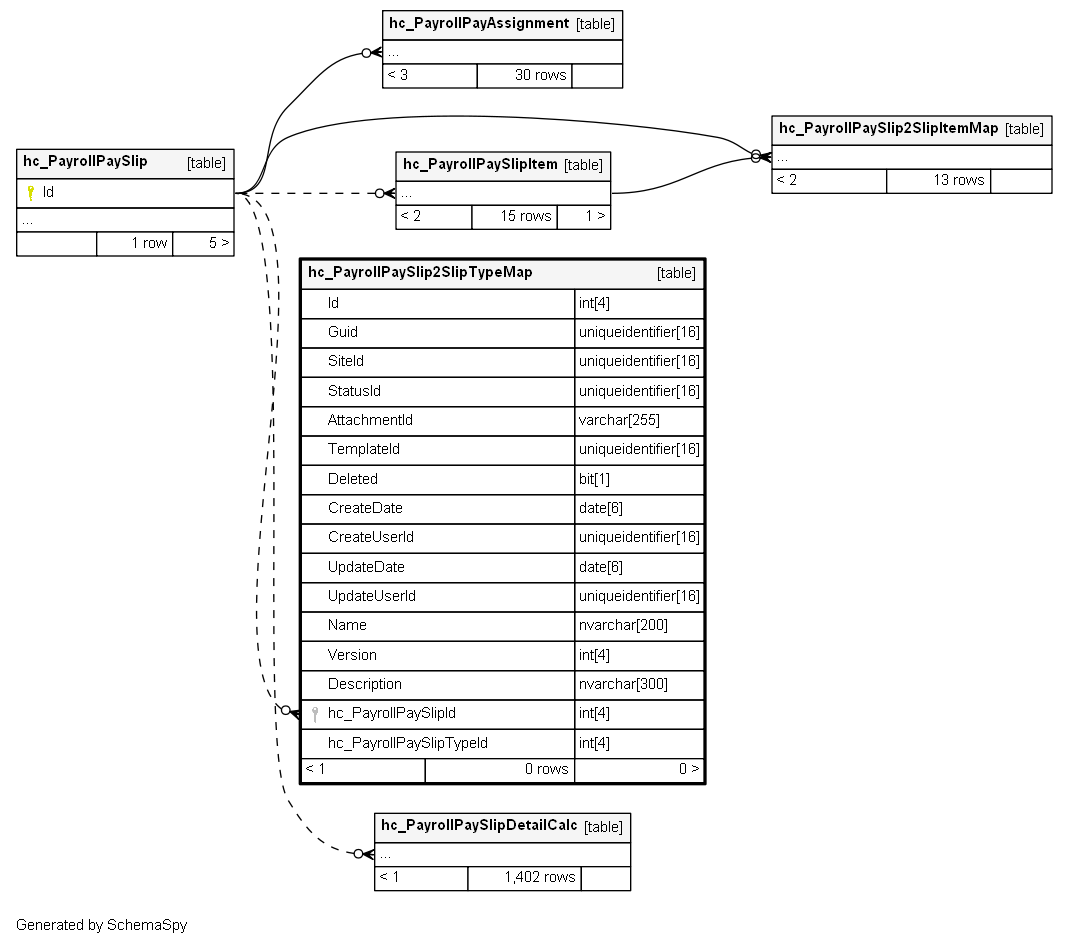 hc_PayrollPayAssignment [table]
...
< 3 30 rows
hc_PayrollPaySlip2SlipItemMap [table]
...
< 2 13 rows
hc_PayrollPaySlip [table]
Id
...
1 row 5 >
hc_PayrollPaySlipItem [table]
...
< 2 15 rows 1 >
hc_PayrollPaySlip2SlipTypeMap [table]
Id int[4]
Guid uniqueidentifier[16]
SiteId uniqueidentifier[16]
StatusId uniqueidentifier[16]
AttachmentId varchar[255]
TemplateId uniqueidentifier[16]
Deleted bit[1]
CreateDate date[6]
CreateUserId uniqueidentifier[16]
UpdateDate date[6]
UpdateUserId uniqueidentifier[16]
Name nvarchar[200]
Version int[4]
Description nvarchar[300]
hc_PayrollPaySlipId int[4]
hc_PayrollPaySlipTypeId int[4]
< 1 0 rows 0 >
hc_PayrollPaySlipDetailCalc [table]
...
< 1 1,402 rows
Generated by SchemaSpy